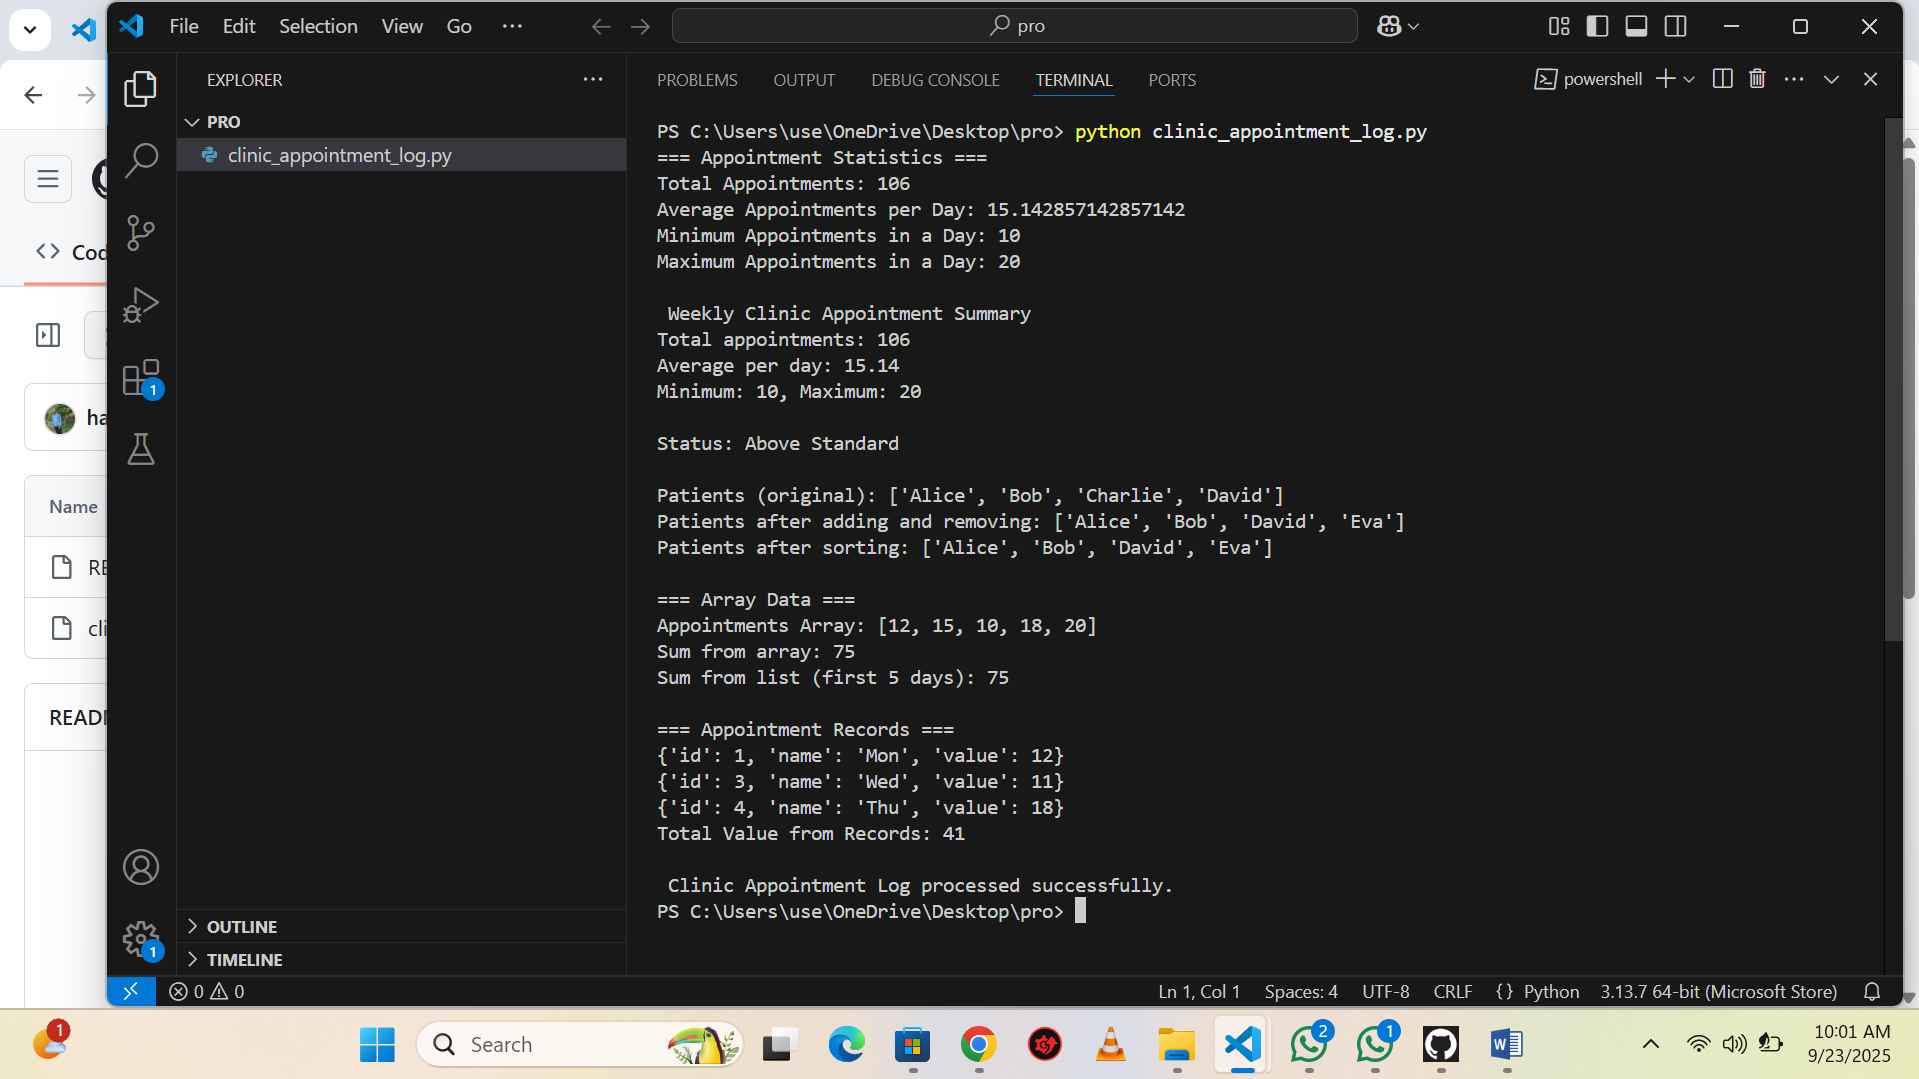 File Edit Selection View Go
pro
EXPLORER
PRO
clinic_appointment_log.py
OUTLINE
TIMELINE
PROBLEMS OUTPUT DEBUG CONSOLE TERMINAL PORTS
powershell
PS C:\Users\use\OneDrive\Desktop\pro> python clinic_appointment_log.py
=== Appointment Statistics ===
Total Appointments: 106
Average Appointments per Day: 15.142857142857142
Minimum Appointments in a Day: 10
Maximum Appointments in a Day: 20
Weekly Clinic Appointment Summary
Total appointments: 106
Average per day: 15.14
Minimum: 10, Maximum: 20
Status: Above Standard
Patients (original): ['Alice', 'Bob', 'Charlie', 'David']
Patients after adding and removing: ['Alice', 'Bob', 'David', 'Eva']
Patients after sorting: ['Alice', 'Bob', 'David', 'Eva']
=== Array Data ===
Appointments Array: [12, 15, 10, 18, 20]
Sum from array: 75
Sum from list (first 5 days): 75
=== Appointment Records ===
{'id': 1, 'name': 'Mon', 'value': 12}
{'id': 3, 'name': 'Wed', 'value': 11}
{'id': 4, 'name': 'Thu', 'value': 18}
Total Value from Records: 41
Clinic Appointment Log processed successfully.
PS C:\Users\use\OneDrive\Desktop\pro>
Cod
ha
Name
RE
cli
READ
1
1
0 0
Ln 1, Col 1 Spaces: 4 UTF-8 CRLF {} Python 3.13.7 64-bit (Microsoft Store)
1
Search
2
1
W
10:01 AM
9/23/2025